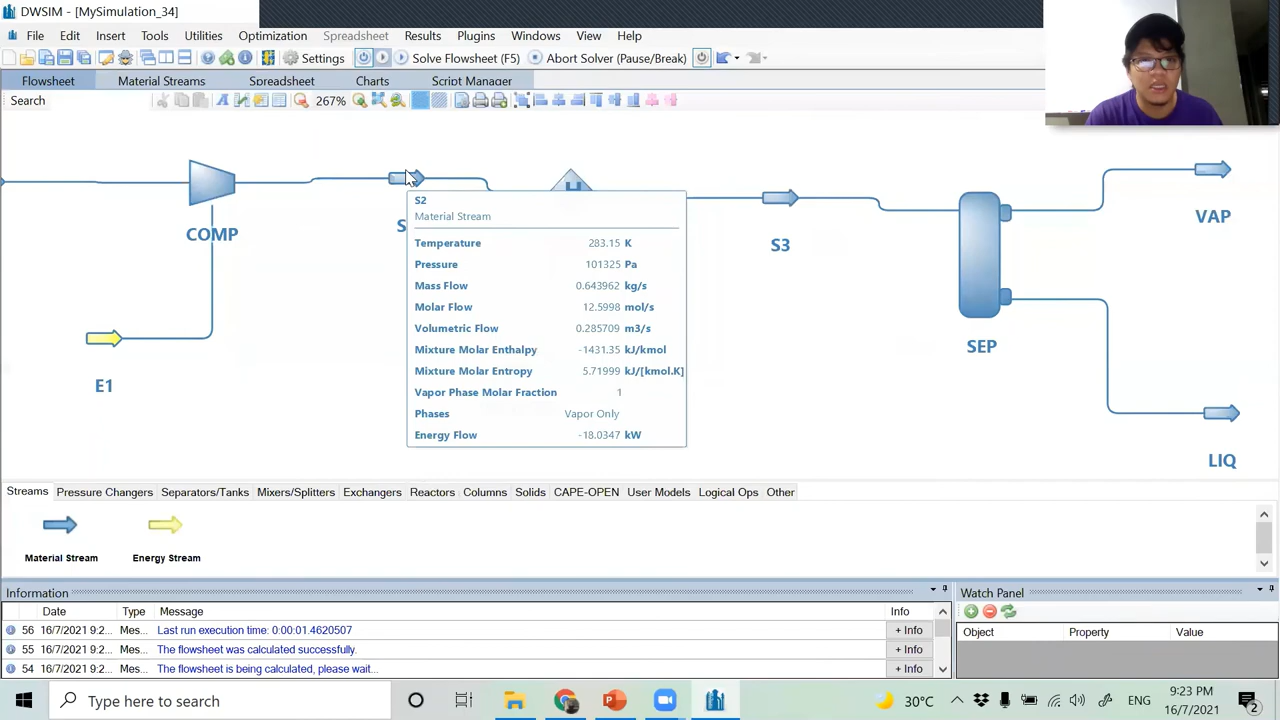 DWSIM - [MySimulation_34]
File Edit Insert Tools Utilities Optimization Spreadsheet Results Plugins Windows View Help
Settings Solve Flowsheet (F5) Abort Solver (Pause/Break)
Flowsheet Material Streams Spreadsheet Charts Script Manager
Search 267%
COMP
E1
S2
Material Stream
Temperature 283.15 K
Pressure 101325 Pa
Mass Flow 0.643962 kg/s
Molar Flow 12.5998 mol/s
Volumetric Flow 0.285709 m3/s
Mixture Molar Enthalpy -1431.35 kJ/kmol
Mixture Molar Entropy 5.71999 kJ/[kmol.K]
Vapor Phase Molar Fraction 1
Phases Vapor Only
Energy Flow -18.0347 kW
S3
SEP
VAP
LIQ
Streams Pressure Changers Separators/Tanks Mixers/Splitters Exchangers Reactors Columns Solids CAPE-OPEN User Models Logical Ops Other
Material Stream Energy Stream
Information
Date Type Message Info
56 16/7/2021 9:2... Mes... Last run execution time: 0:00:01.4620507 + Info
55 16/7/2021 9:2... Mes... The flowsheet was calculated successfully. + Info
54 16/7/2021 9:2... Mes... The flowsheet is being calculated, please wait... + Info
Watch Panel
Object Property Value
Type here to search
30°C ENG 9:23 PM
16/7/2021 2